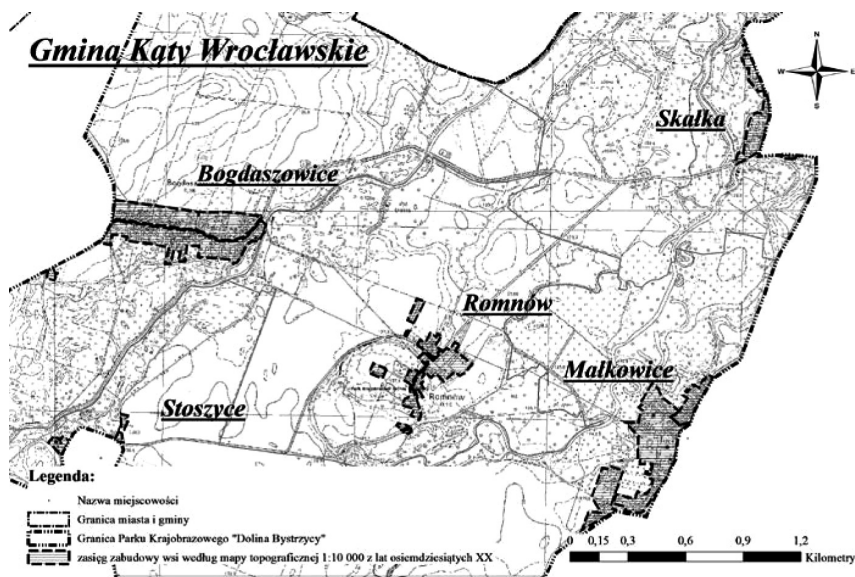 Gmina Kąty Wrocławskie
N
W E
S
Skałka
Bogdaszowice
Romnów
Małkowice
Stoszyce
Romnów
Legenda:
Nazwa miejscowości
Granica miasta i gminy
Granica Parku Krajobrazowego "Dolina Bystrzycy"
zasięg zabudowy wsi według mapy topograficznej 1:10 000 z lat osiemdziesiątych XX
0 0,15 0,3 0,6 0,9 1,2
Kilometry